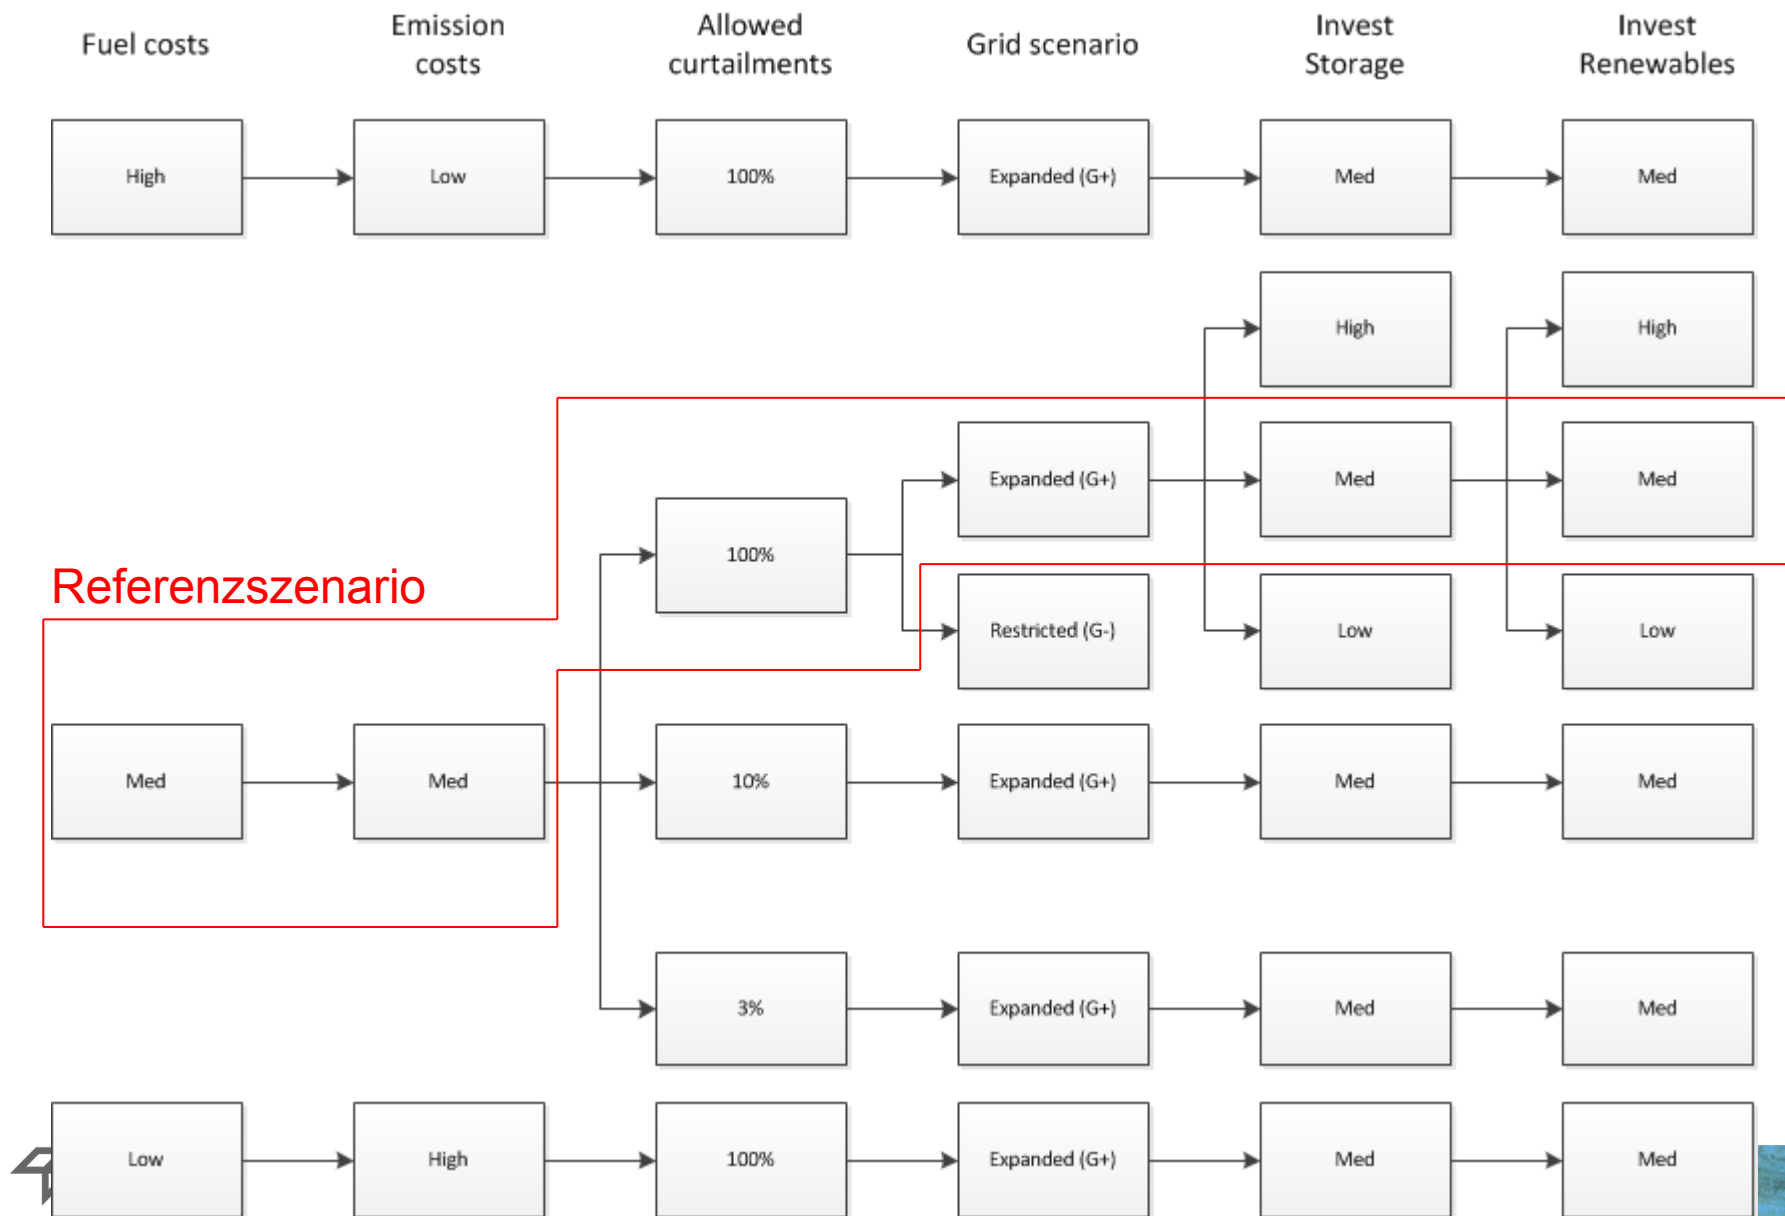 Fuel costs
Emission
costs
Allowed
curtailments
Grid scenario
Invest
Storage
Invest
Renewables
High
Low
100%
Expanded (G+)
Med
Med
High
High
Expanded (G+)
Med
Med
100%
Referenzszenario
Restricted (G-)
Low
Low
Med
Med
10%
Expanded (G+)
Med
Med
3%
Expanded (G+)
Med
Med
Low
High
100%
Expanded (G+)
Med
Med